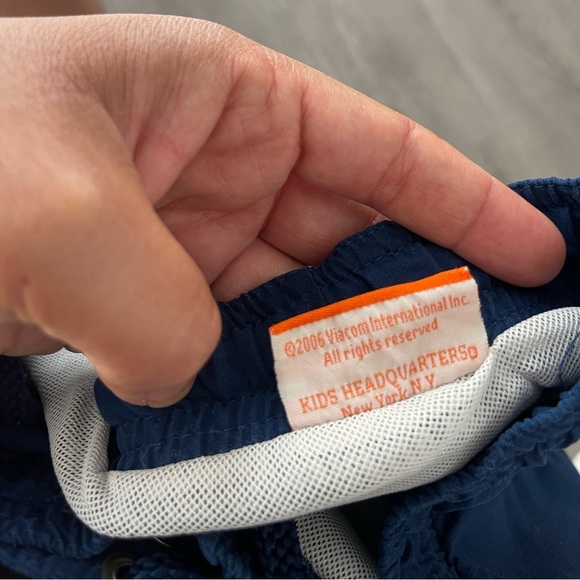 ©2006 Viacom International Inc.
All rights reserved
KIDS HEADQUARTERS®
New York N.Y.